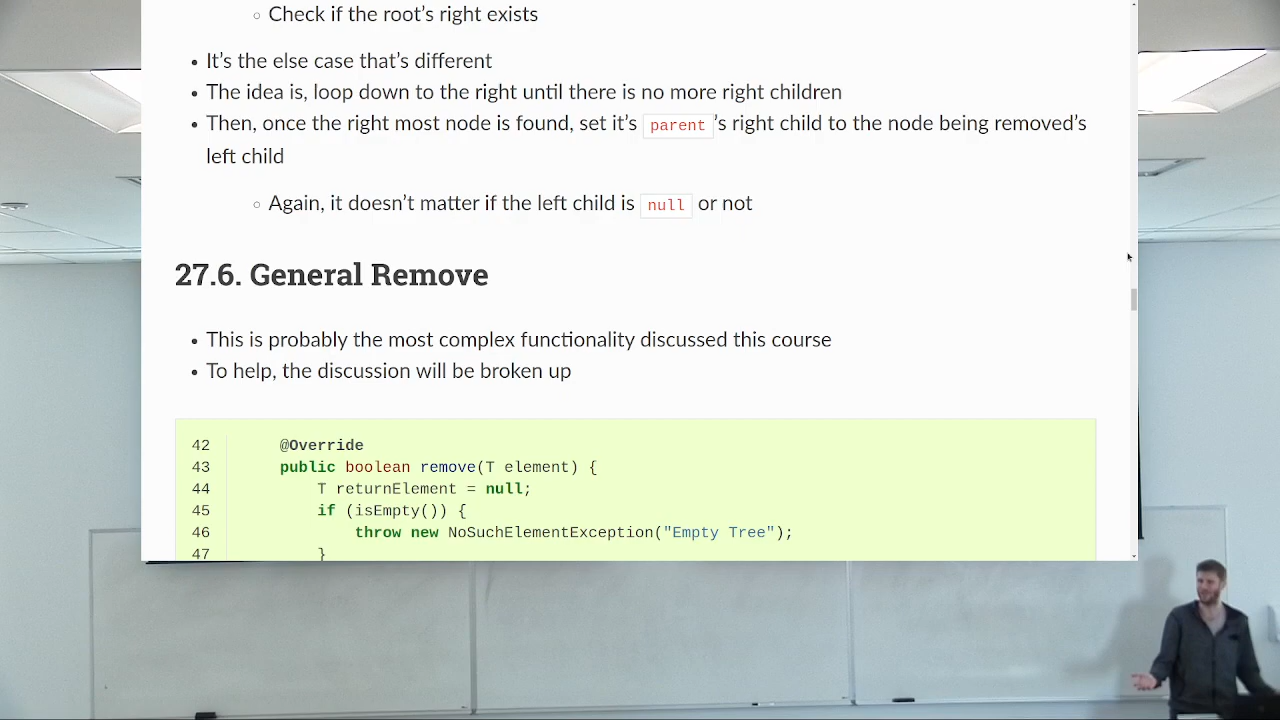 Check if the root’s right exists
It’s the else case that’s different
The idea is, loop down to the right until there is no more right children
Then, once the right most node is found, set it’s parent ’s right child to the node being removed’s
left child
Again, it doesn’t matter if the left child is null or not
27.6. General Remove
This is probably the most complex functionality discussed this course
To help, the discussion will be broken up
42 @Override
43 public boolean remove(T element) {
44 T returnElement = null;
45 if (isEmpty()) {
46 throw new NoSuchElementException("Empty Tree");
47 }